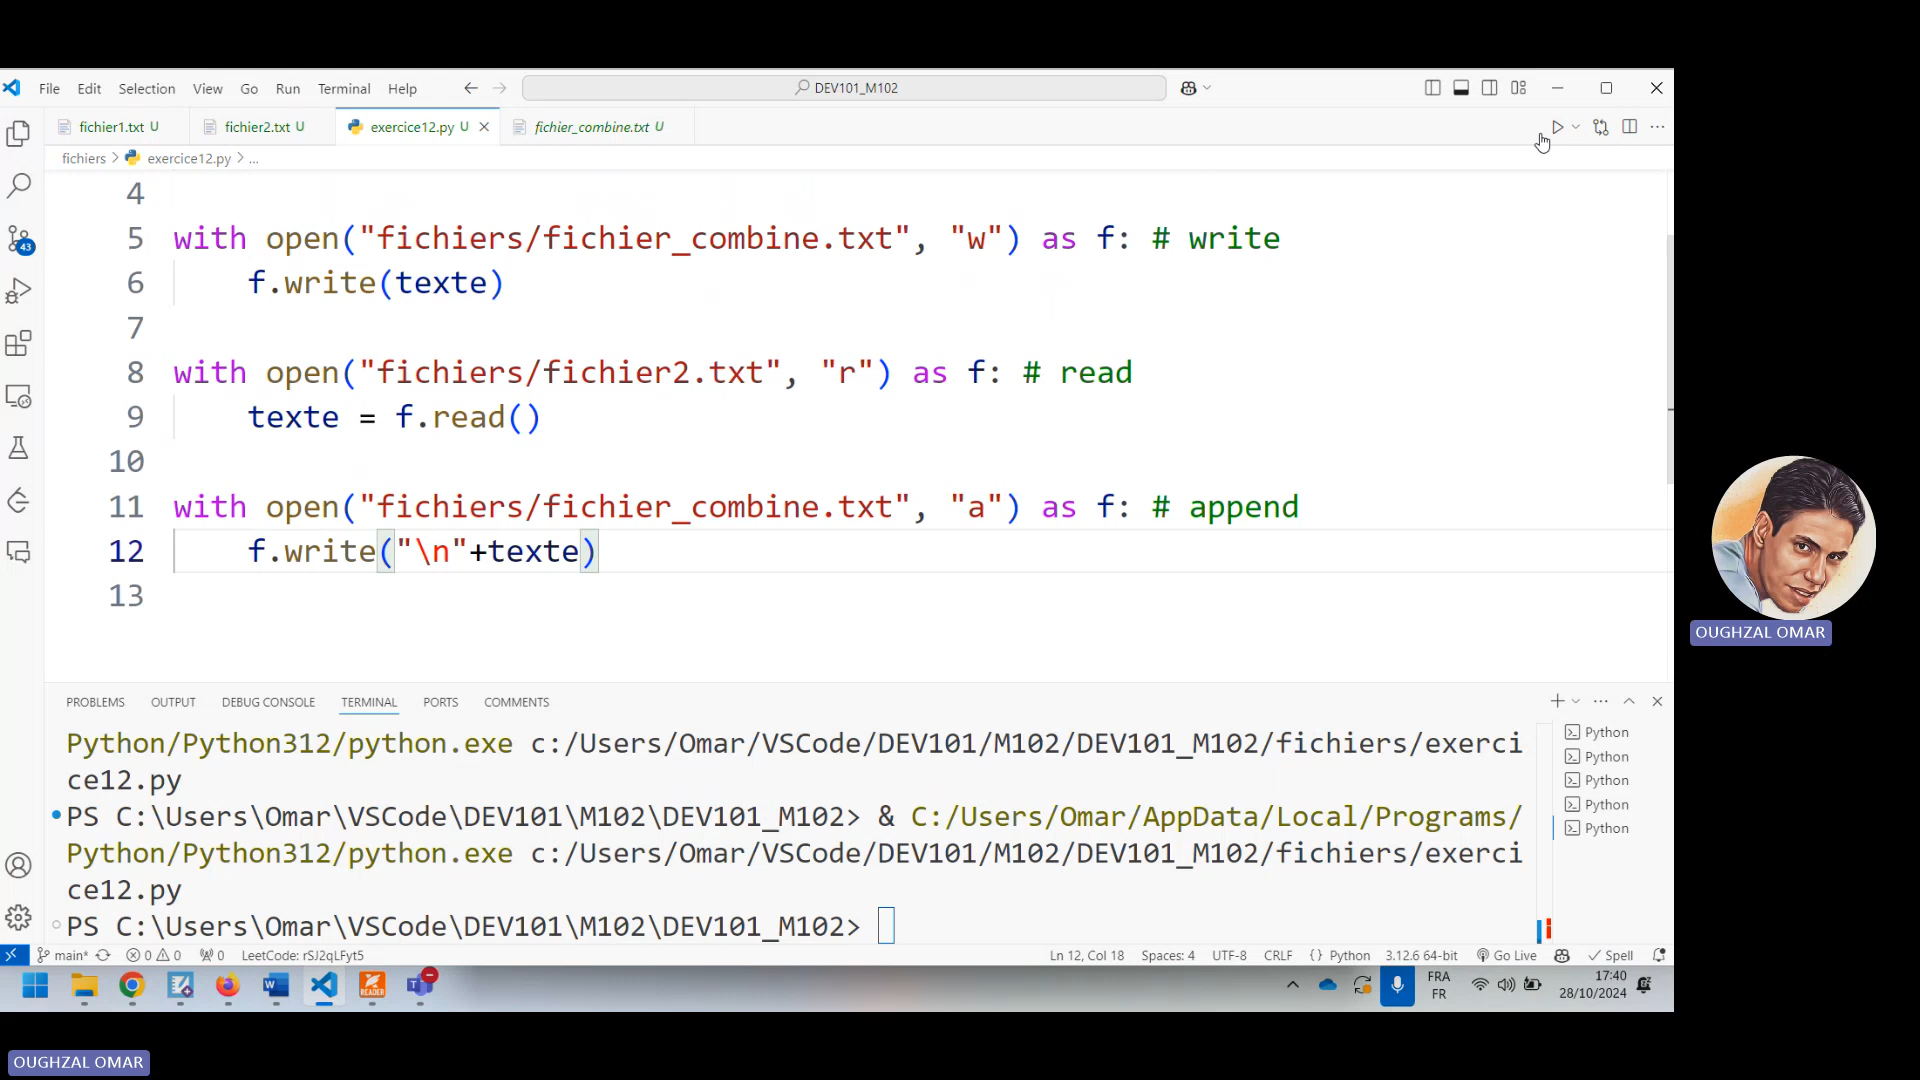 File Edit Selection View Go Run Terminal Help
DEV101_M102
fichier1.txt U
fichier2.txt U
exercice12.py U
fichier_combine.txt U
fichiers > exercice12.py > ...
4
5 with open("fichiers/fichier_combine.txt", "w") as f: # write
6 f.write(texte)
7
8 with open("fichiers/fichier2.txt", "r") as f: # read
9 texte = f.read()
10
11 with open("fichiers/fichier_combine.txt", "a") as f: # append
12 f.write("\n"+texte)
13
43
PROBLEMS OUTPUT DEBUG CONSOLE TERMINAL PORTS COMMENTS
Python/Python312/python.exe c:/Users/Omar/VSCode/DEV101/M102/DEV101_M102/fichiers/exerci
ce12.py
PS C:\Users\Omar\VSCode\DEV101\M102\DEV101_M102> & C:/Users/Omar/AppData/Local/Programs/
Python/Python312/python.exe c:/Users/Omar/VSCode/DEV101/M102/DEV101_M102/fichiers/exerci
ce12.py
PS C:\Users\Omar\VSCode\DEV101\M102\DEV101_M102>
Python
Python
Python
Python
Python
main* 0 0 0 LeetCode: rSJ2qLFyt5
Ln 12, Col 18 Spaces: 4 UTF-8 CRLF { } Python 3.12.6 64-bit Go Live Spell
READER
FRA
FR
17:40
28/10/2024
OUGHZAL OMAR
OUGHZAL OMAR